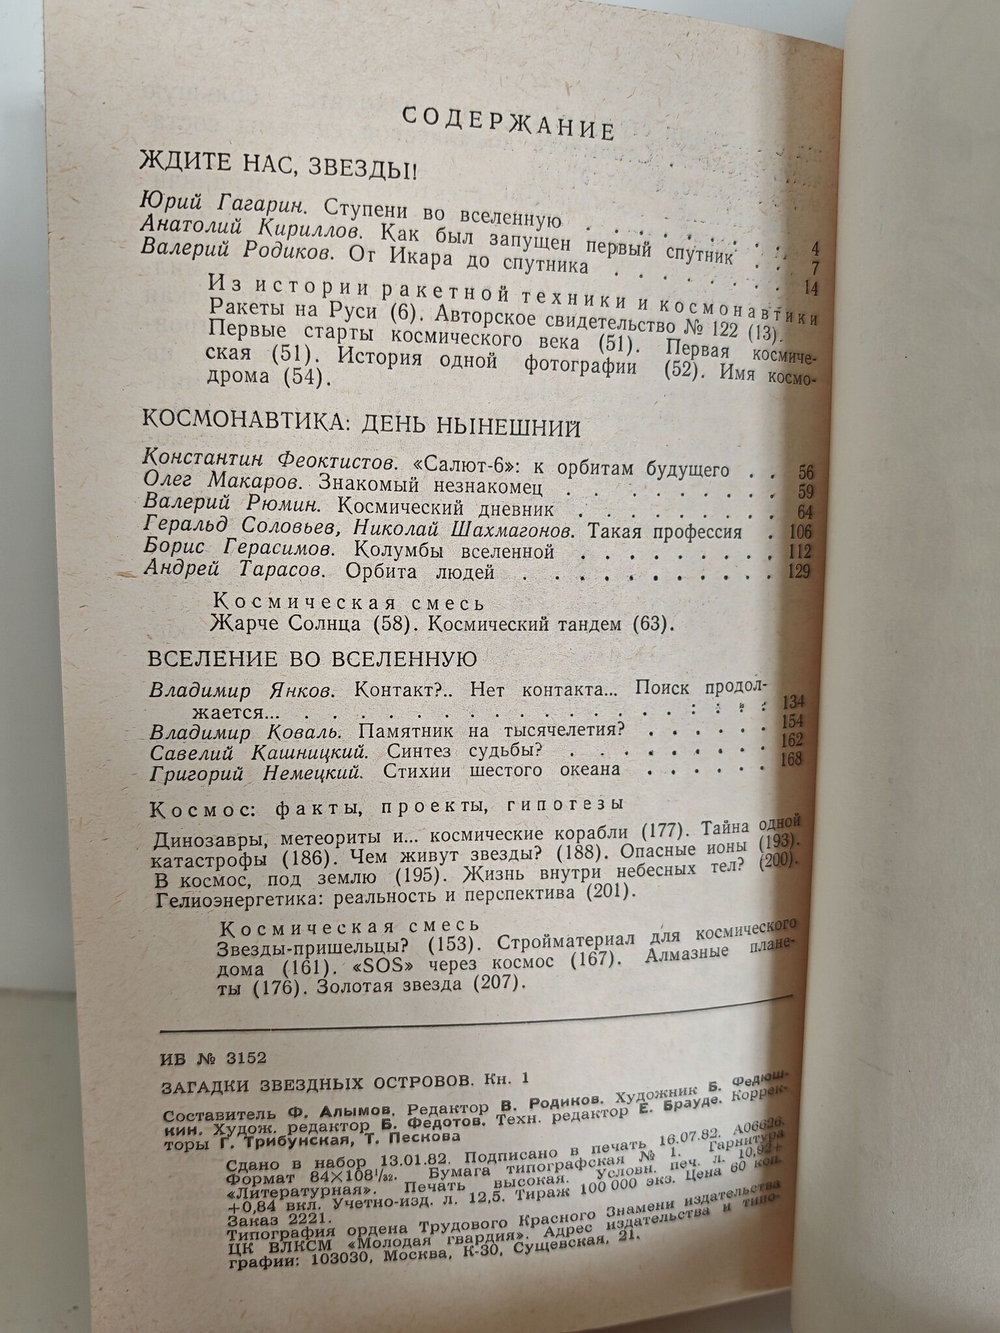 СОДЕРЖАНИЕ
ЖДИТЕ НАС, ЗВЕЗДЫ!
Юрий Гагарин. Ступени во вселенную . . . . . . . . 4
Анатолий Кириллов. Как был запущен первый спутник . . . 7
Валерий Родиков. От Икара до спутника . . . . . . . 14
Из истории ракетной техники и космонавтики
Ракеты на Руси (6). Авторское свидетельство № 122 (13).
Первые старты космического века (51). Первая космиче-
ская (51). История одной фотографии (52). Имя космо-
дрома (54).
КОСМОНАВТИКА: ДЕНЬ НЫНЕШНИЙ
Константин Феоктистов. «Салют-6»: к орбитам будущего . . 56
Олег Макаров. Знакомый незнакомец . . . . . . . . . 59
Валерий Рюмин. Космический дневник . . . . . . . . . 64
Геральд Соловьев, Николай Шахмагонов. Такая профессия . 106
Борис Герасимов. Колумбы вселенной . . . . . . . . . 112
Андрей Тарасов. Орбита людей . . . . . . . . . . . 129
Космическая смесь
Жарче Солнца (58). Космический тандем (63).
ВСЕЛЕНИЕ ВО ВСЕЛЕННУЮ
Владимир Янков. Контакт?.. Нет контакта... Поиск продол-
жается... . . . . . . . . . . . . . . . . . . . . 134
Владимир Коваль. Памятник на тысячелетия? . . . . . . 154
Савелий Кашницкий. Синтез судьбы? . . . . . . . . . 162
Григорий Немецкий. Стихии шестого океана . . . . . . 168
Космос: факты, проекты, гипотезы
Динозавры, метеориты и... космические корабли (177). Тайна одной
катастрофы (186). Чем живут звезды? (188). Опасные ионы (193).
В космос, под землю (195). Жизнь внутри небесных тел? (200).
Гелиоэнергетика: реальность и перспектива (201).
Космическая смесь
Звезды-пришельцы? (153). Стройматериал для космического
дома (161). «SOS» через космос (167). Алмазные плане-
ты (176). Золотая звезда (207).
ИБ № 3152
ЗАГАДКИ ЗВЕЗДНЫХ ОСТРОВОВ. Кн. 1
Составитель Ф. Алымов. Редактор В. Родиков. Художник Б. Федюш-
кин. Худож. редактор Б. Федотов. Техн. редактор Е. Брауде. Коррек-
торы Г. Трибунская, Т. Пескова
Сдано в набор 13.01.82. Подписано в печать 16.07.82. А06626.
Формат 84×108¹/₃₂. Бумага типографская № 1. Гарнитура
«Литературная». Печать высокая. Условн. печ. л. 10,92+
+0,84 вкл. Учетно-изд. л. 12,5. Тираж 100 000 экз. Цена 60 коп.
Заказ 2221.
Типография ордена Трудового Красного Знамени издательства
ЦК ВЛКСМ «Молодая гвардия». Адрес издательства и типо-
графии: 103030, Москва, К-30, Сущевская, 21.